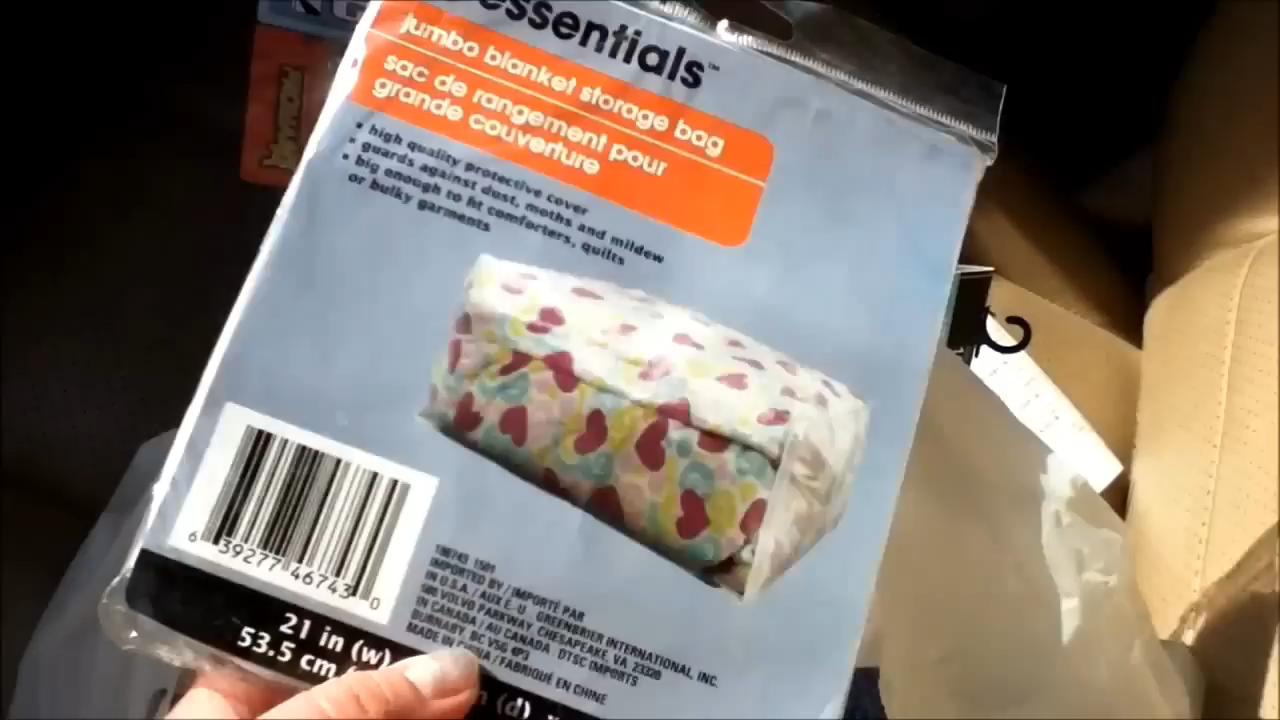 essentials™
jumbo blanket storage bag
sac de rangement pour
grande couverture
• high quality protective cover
• guards against dust, moths and mildew
• big enough to fit comforters, quilts
or bulky garments
6 39277 46743 0
186743 1501
IMPORTED BY / IMPORTÉ PAR
IN U.S.A. / AUX É.-U. GREENBRIER INTERNATIONAL, INC.
500 VOLVO PARKWAY, CHESAPEAKE, VA 23320
IN CANADA / AU CANADA DTSC IMPORTS
BURNABY, BC V5G 4P3
MADE IN CHINA / FABRIQUÉ EN CHINE
21 in (w)
53.5 cm
(d) x